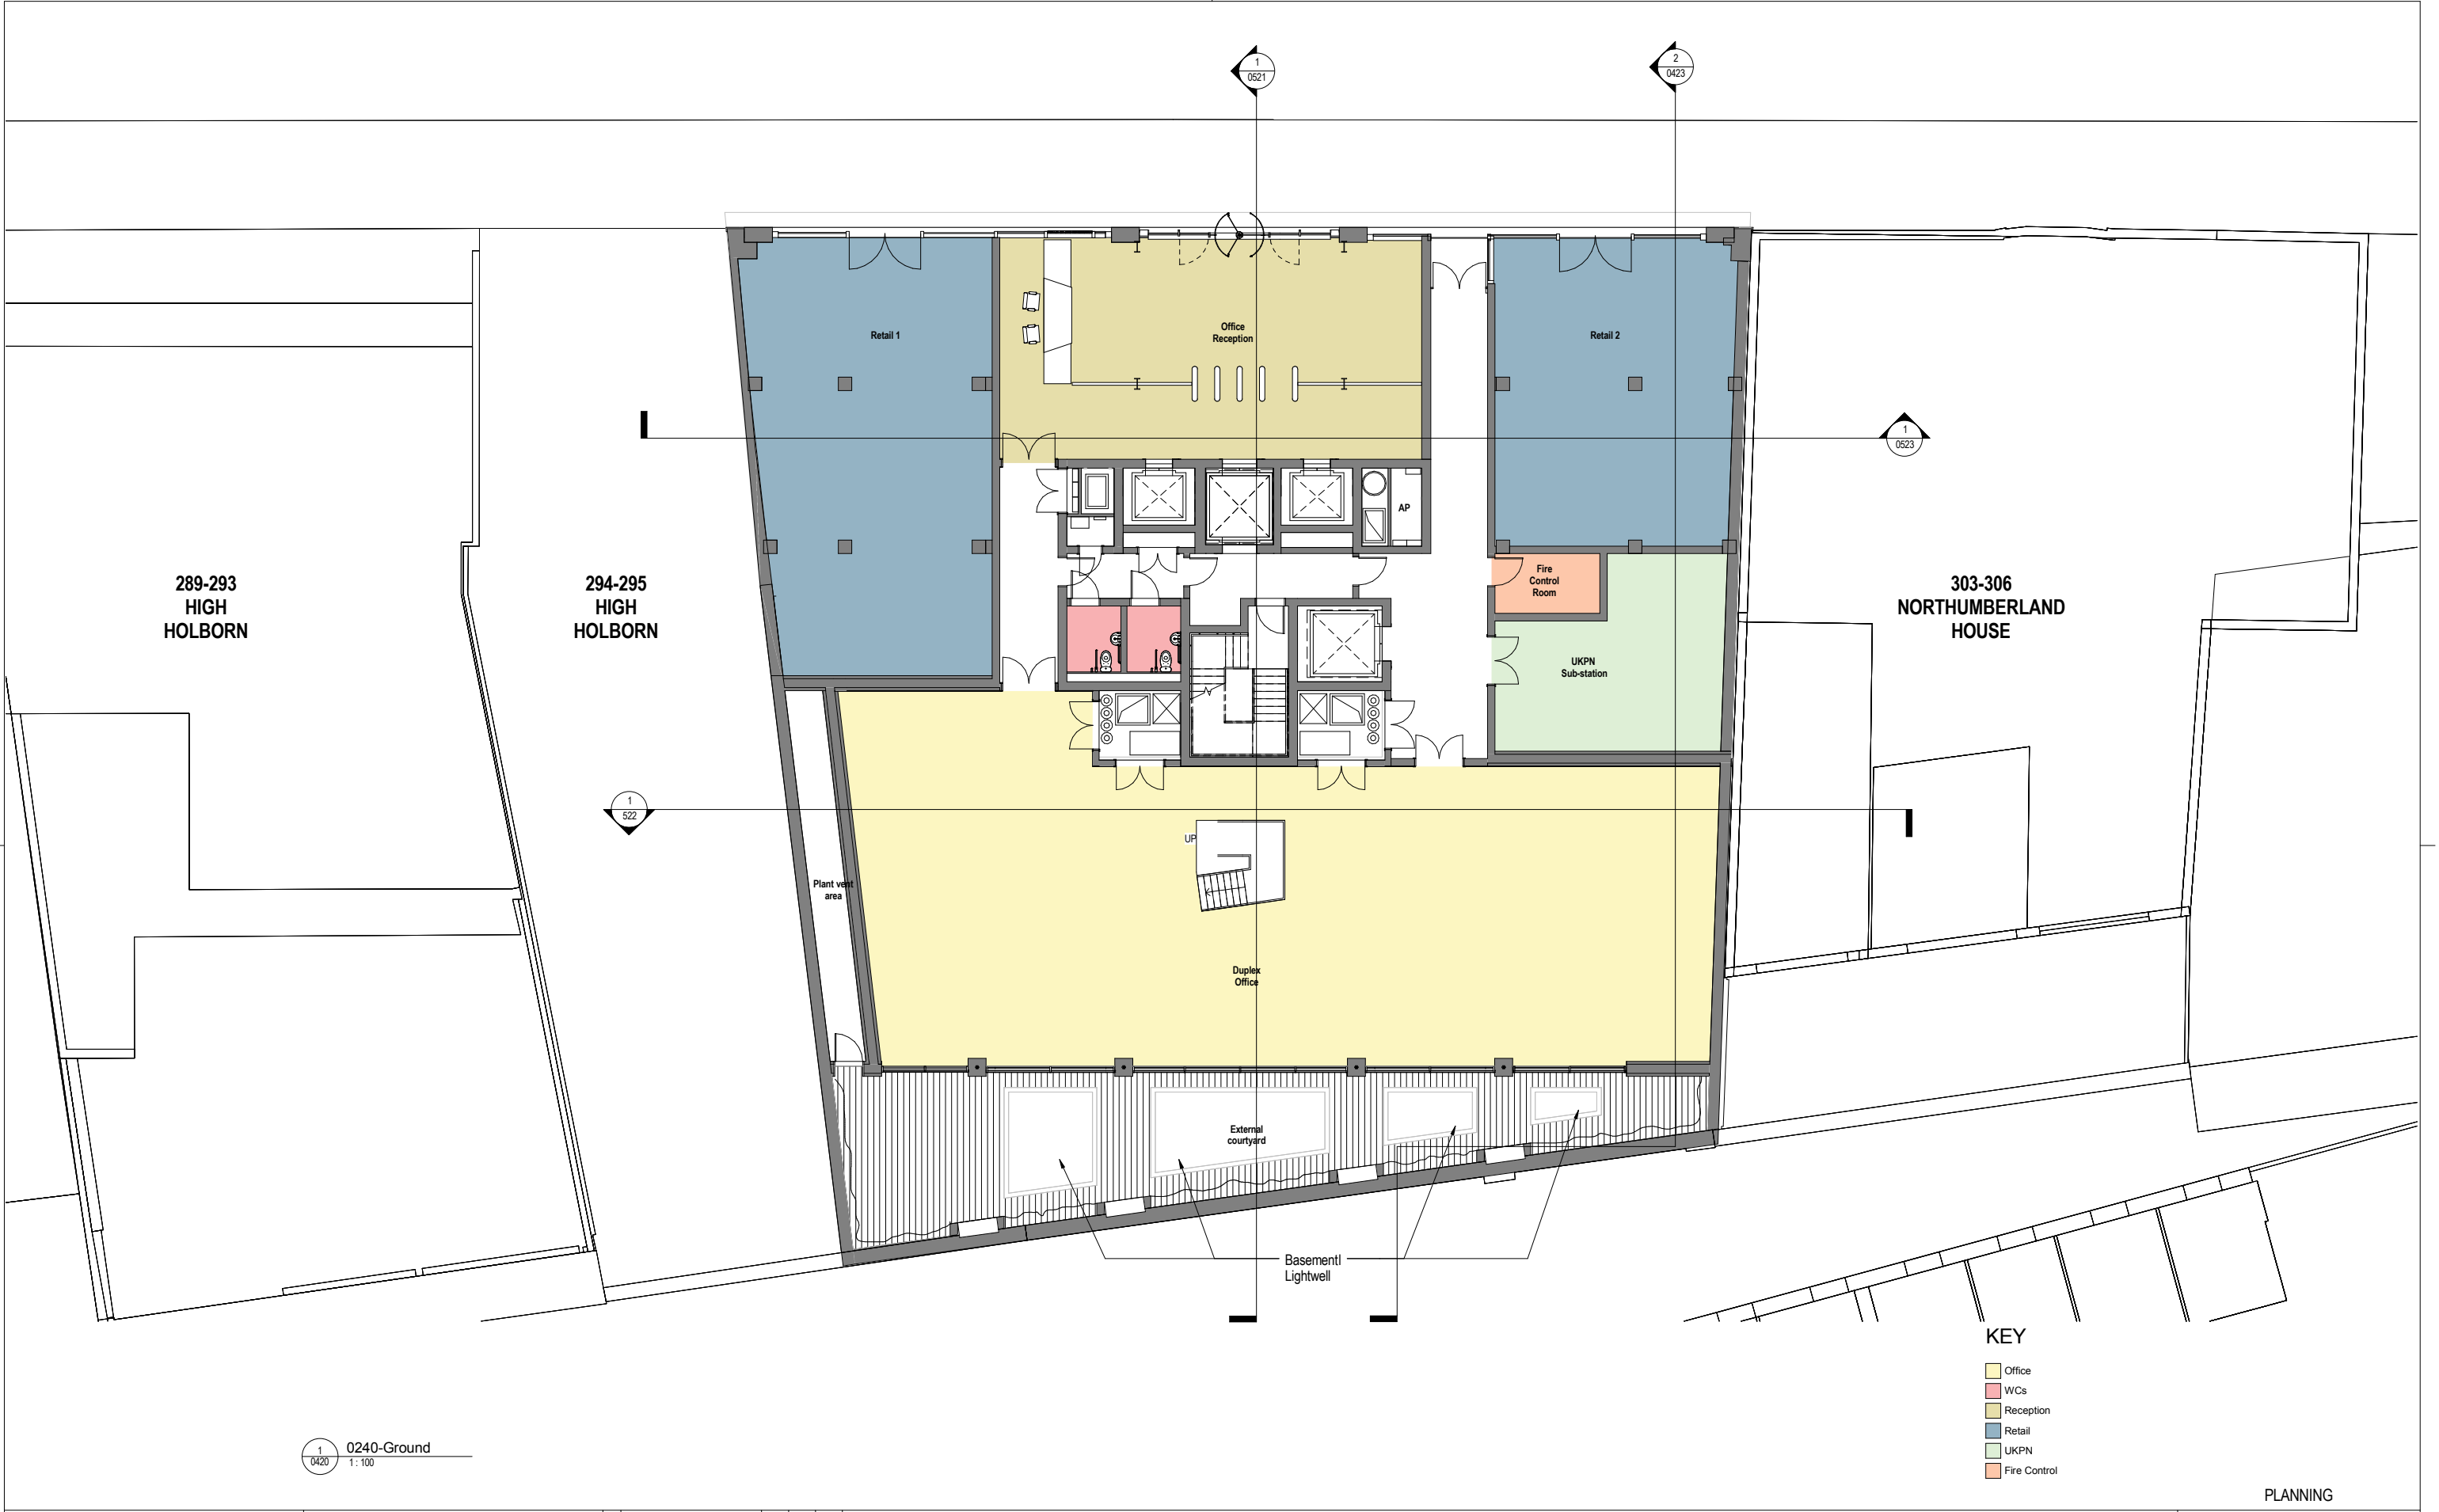 1
0521
2
0423
Retail 1
Office
Reception
Retail 2
1
0523
AP
289-293
HIGH
HOLBORN
294-295
HIGH
HOLBORN
Fire
Control
Room
303-306
NORTHUMBERLAND
HOUSE
UKPN
Sub-station
1
522
UP
Plant vent
area
Duplex
Office
External
courtyard
Basementl
Lightwell
KEY
Office
WCs
Reception
Retail
UKPN
Fire Control
1
0420
0240-Ground
1 : 100
PLANNING